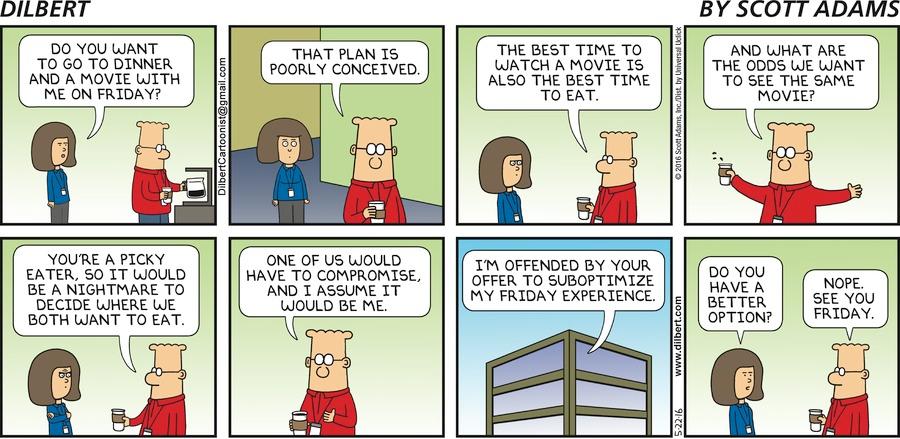 DILBERT
BY SCOTT ADAMS
DO YOU WANT
TO GO TO DINNER
AND A MOVIE WITH
ME ON FRIDAY?
DilbertCartoonist@gmail.com
THAT PLAN IS
POORLY CONCEIVED.
THE BEST TIME TO
WATCH A MOVIE IS
ALSO THE BEST TIME
TO EAT.
© 2016 Scott Adams, Inc./Dist. by Universal Uclick
AND WHAT ARE
THE ODDS WE WANT
TO SEE THE SAME
MOVIE?
YOU'RE A PICKY
EATER, SO IT WOULD
BE A NIGHTMARE TO
DECIDE WHERE WE
BOTH WANT TO EAT.
ONE OF US WOULD
HAVE TO COMPROMISE,
AND I ASSUME IT
WOULD BE ME.
I'M OFFENDED BY YOUR
OFFER TO SUBOPTIMIZE
MY FRIDAY EXPERIENCE.
5-22-16
www.dilbert.com
DO YOU
HAVE A
BETTER
OPTION?
NOPE.
SEE YOU
FRIDAY.